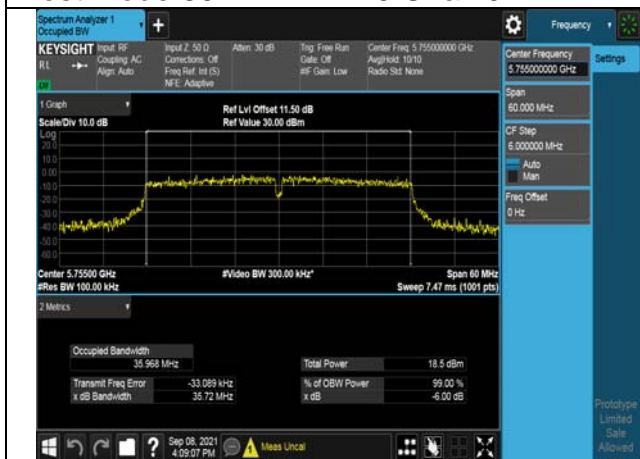 Spectrum Analyzer 1
Occupied BW
+
Frequency
KEYSIGHT
RL
Input: RF
Coupling: AC
Align: Auto
Input Z: 50 Ω
Corrections: Off
Freq Ref: Int (S)
NFE: Adaptive
Atten: 30 dB
Trig: Free Run
Gate: Off
#IF Gain: Low
Center Freq: 5.755000000 GHz
Avg|Hold: 10/10
Radio Std: None
Center Frequency
5.755000000 GHz
Settings
Span
60.000 MHz
CF Step
6.000000 MHz
Auto
Man
Freq Offset
0 Hz
1 Graph
Scale/Div 10.0 dB
Ref Lvl Offset 11.50 dB
Ref Value 30.00 dBm
Log
20.0
10.0
0.00
-10.0
-20.0
-30.0
-40.0
-50.0
-60.0
Center 5.75500 GHz
#Res BW 100.00 kHz
#Video BW 300.00 kHz*
Span 60 MHz
Sweep 7.47 ms (1001 pts)
2 Metrics
Occupied Bandwidth
35.968 MHz
Total Power
18.5 dBm
Transmit Freq Error
-33.089 kHz
% of OBW Power
99.00 %
x dB Bandwidth
35.72 MHz
x dB
-6.00 dB
Prototype
Limited
Sale
Allowed
?
Sep 08, 2021
4:09:07 PM
Meas Uncal